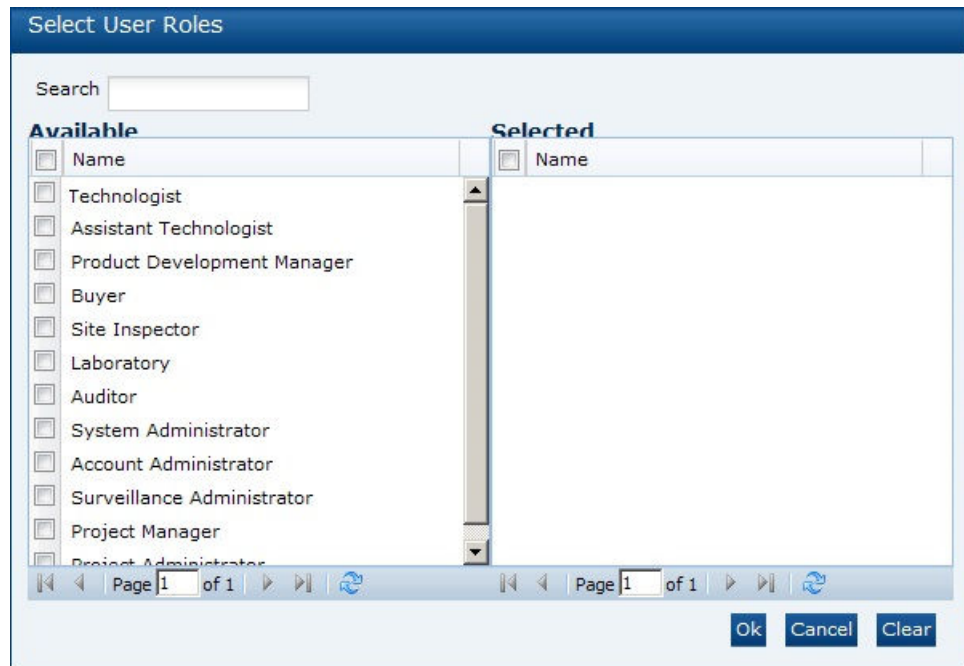 Select User Roles
Search
Available Selected
Name Name
Technologist
Assistant Technologist
Product Development Manager
Buyer
Site Inspector
Laboratory
Auditor
System Administrator
Account Administrator
Surveillance Administrator
Project Manager
Project Administrator
Page 1 of 1 Page 1 of 1
Ok Cancel Clear